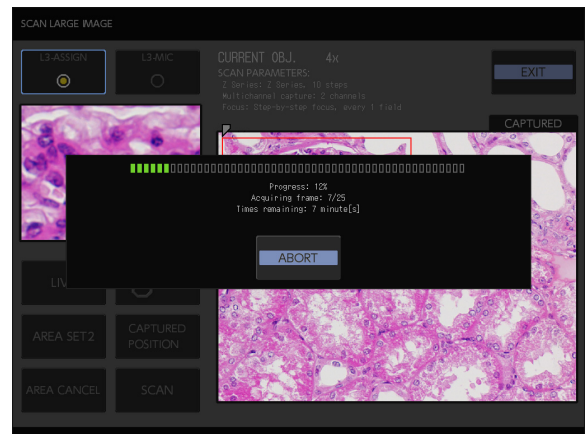 SCAN LARGE IMAGE
L3-ASSIGN
L3-MIC
CURRENT OBJ. 4x
SCAN PARAMETERS:
Z Series: Z Series, 10 steps
Multichannel capture: 2 channels
Focus: Step-by-step focus, every 1 field
EXIT
CAPTURED
Progress: 12%
Acquiring frame: 7/25
Times remaining: 7 minute[s]
ABORT
AREA SET2
CAPTURED
POSITION
AREA CANCEL
SCAN